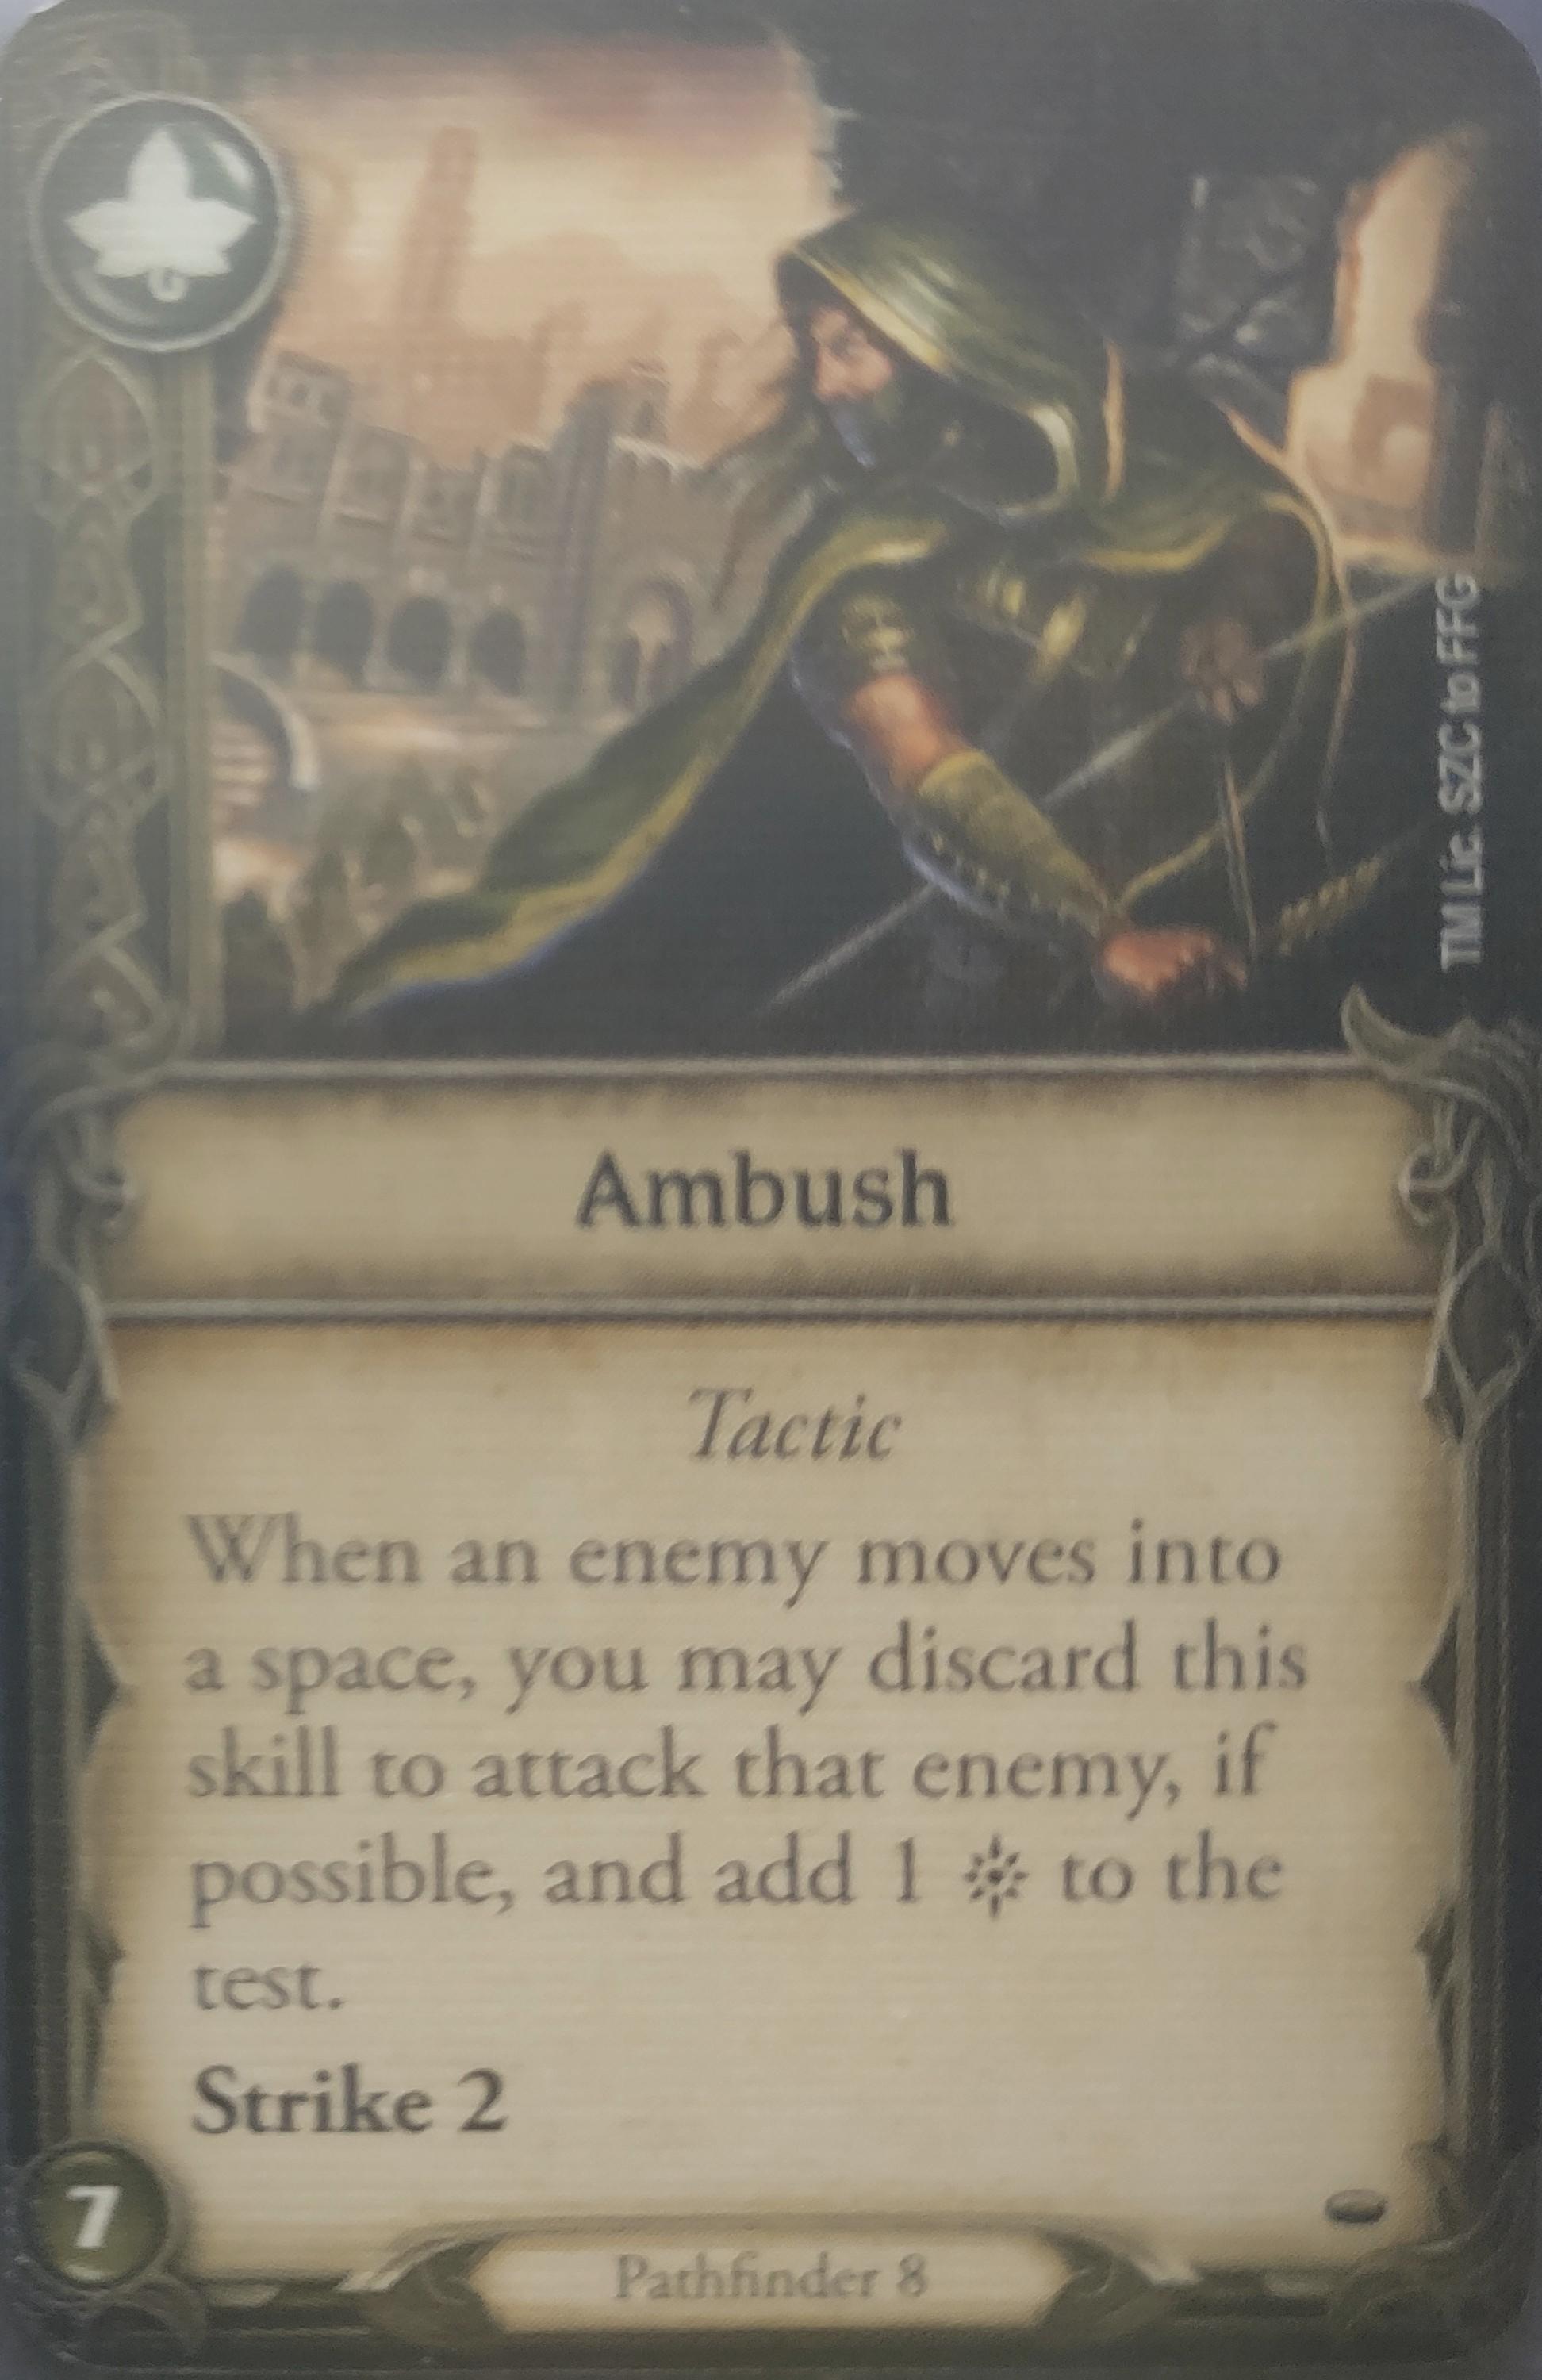 G
TM Lic. SZC to FFG
Ambush
Tactic
When an enemy moves into
a space, you may discard this
skill to attack that enemy, if
possible, and add 1 to the
test.
Strike 2
7
Pathfinder 8